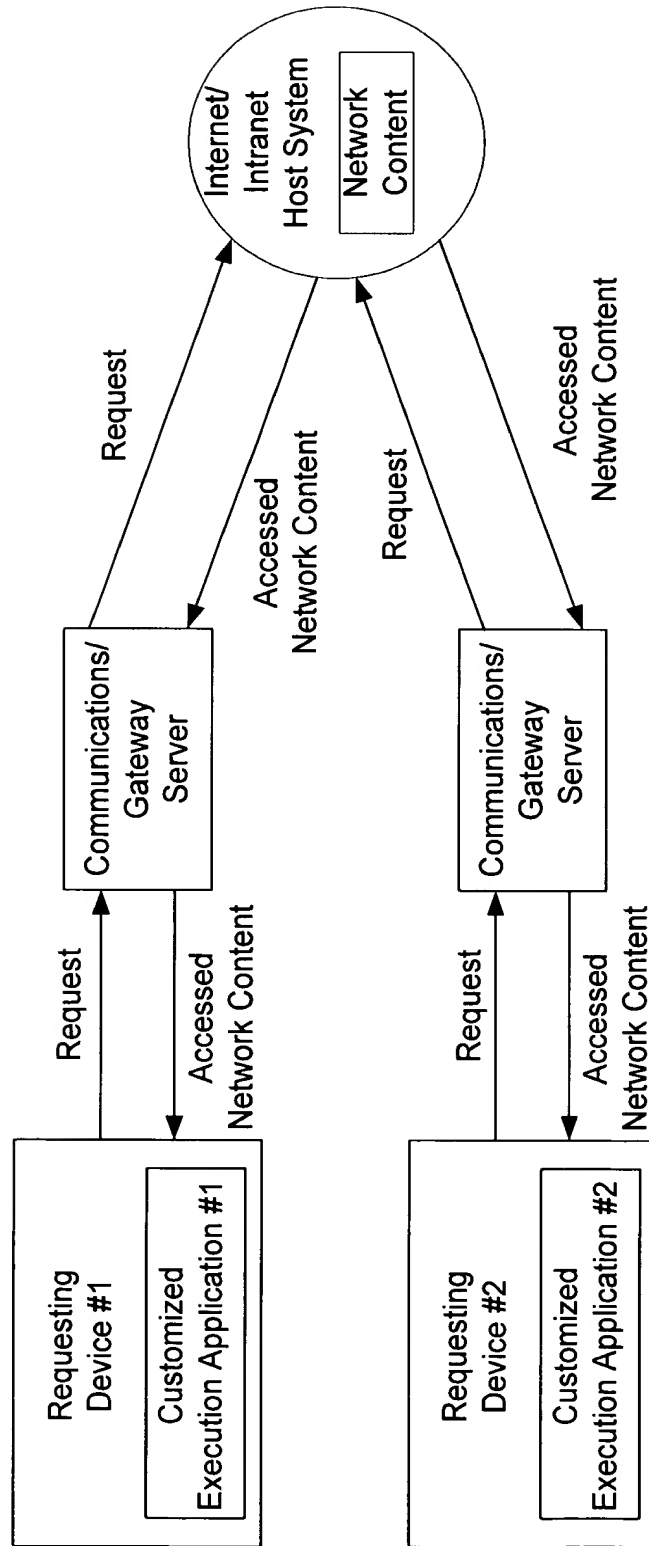 Requesting
Device #1
Customized
Execution Application #1
Request
Accessed
Network Content
Communications/
Gateway
Server
Request
Accessed
Network Content
Internet/
Intranet
Host System
Network
Content
Requesting
Device #2
Customized
Execution Application #2
Request
Accessed
Network Content
Communications/
Gateway
Server
Request
Accessed
Network Content